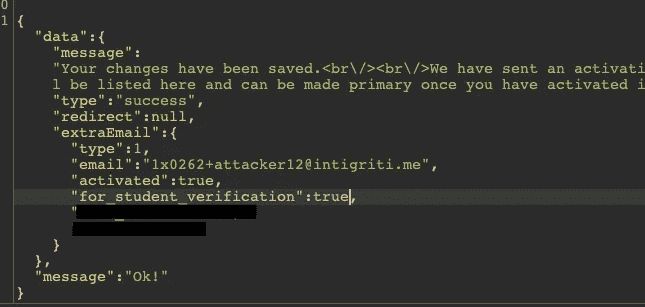 0
1 {
"data":{
"message":
"Your changes have been saved.<br\/><br\/>We have sent an activati
l be listed here and can be made primary once you have activated i
"type":"success",
"redirect":null,
"extraEmail":{
"type":1,
"email":"1x0262+attacker12@intigriti.me",
"activated":true,
"for_student_verification":true,
"
}
},
"message":"Ok!"
}